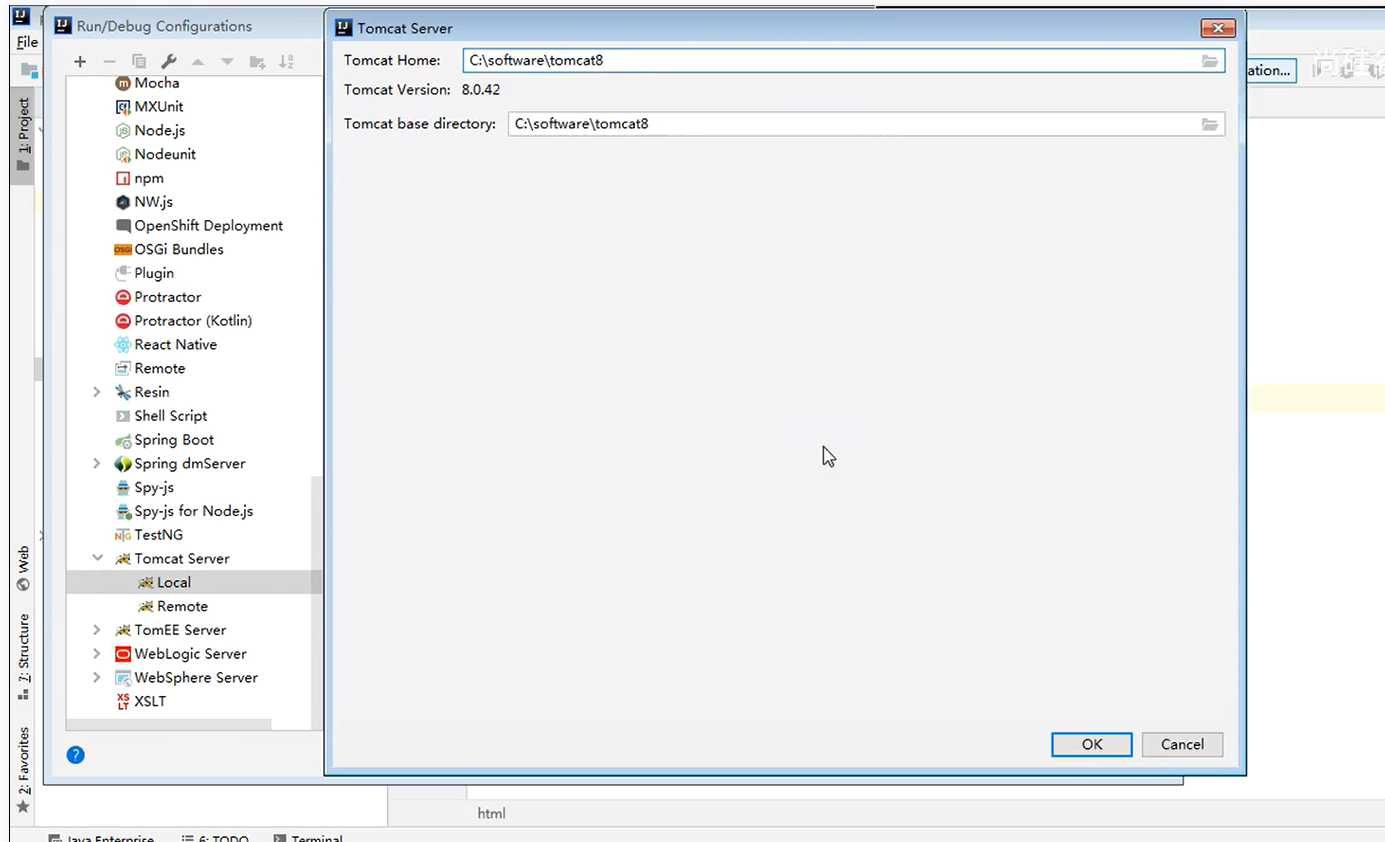 Run/Debug Configurations
Tomcat Server
File
Tomcat Home: C:\software\tomcat8
Tomcat Version: 8.0.42
Tomcat base directory: C:\software\tomcat8
ation...
1: Project
Mocha
MXUnit
Node.js
Nodeunit
npm
NW.js
OpenShift Deployment
OSGi Bundles
Plugin
Protractor
Protractor (Kotlin)
React Native
Remote
Resin
Shell Script
Spring Boot
Spring dmServer
Spy-js
Spy-js for Node.js
TestNG
Tomcat Server
Local
Remote
TomEE Server
WebLogic Server
WebSphere Server
XSLT
Web
7: Structure
2: Favorites
OK
Cancel
html
Java Enterprise
6: TODO
Terminal